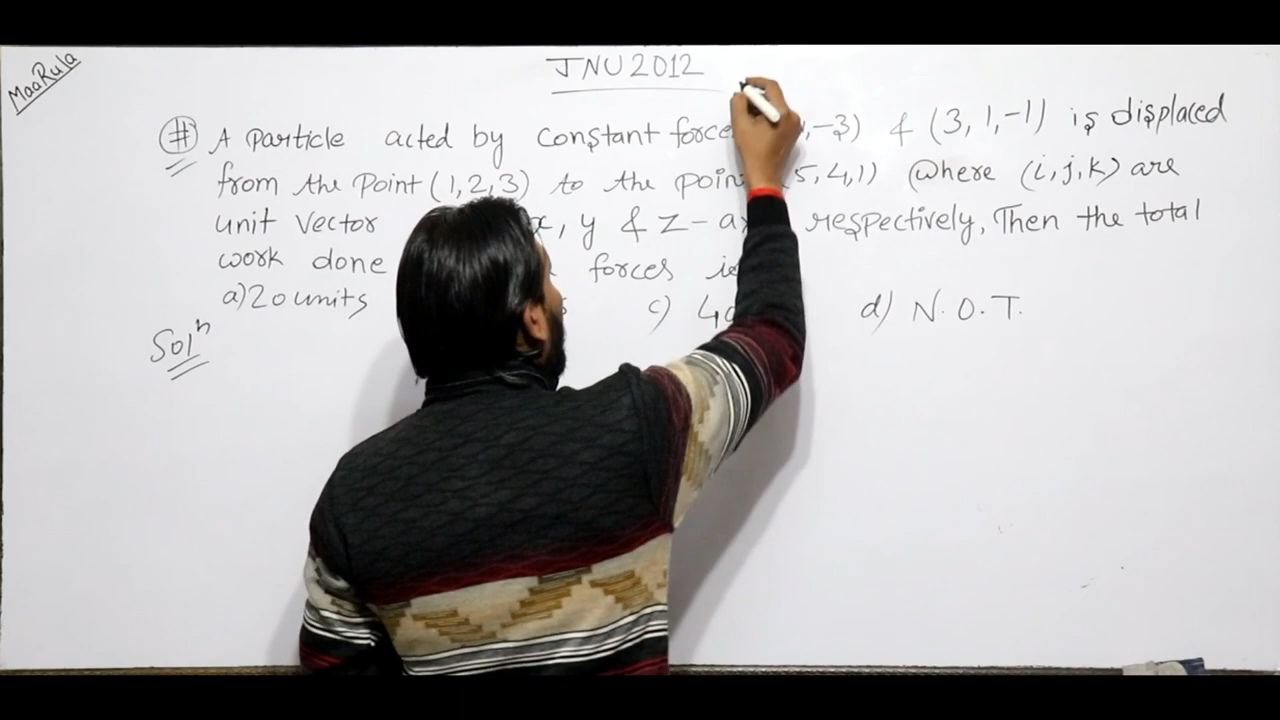 MaaRula
JNU 2012
# A Particle acted by constant force ,-3) & (3, 1, -1) is displaced
from the Point (1,2,3) to the poin 5,4,1) (where (i, j, k) are
unit vector x, y & z-a respectively, Then the total
work done forces is
a) 20 units c) 4 d) N.O.T.
Solⁿ